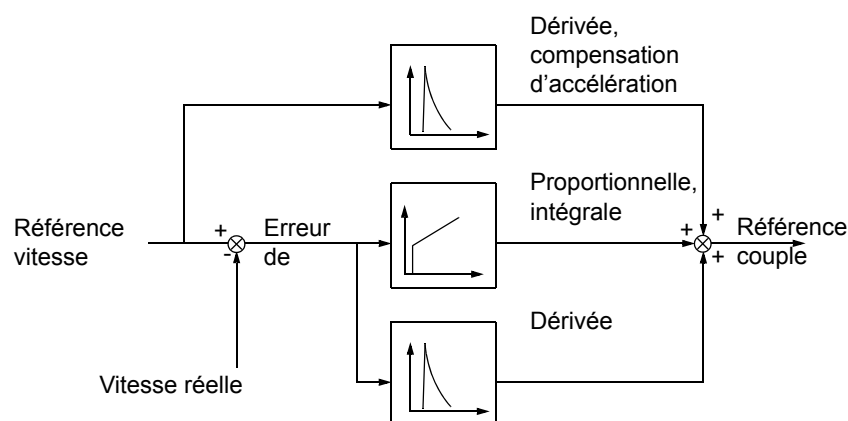 Dérivée,
compensation
d'accélération
Proportionnelle,
intégrale
Référence
vitesse
+
-
Erreur
de
+
+
+
Référence
couple
Dérivée
Vitesse réelle